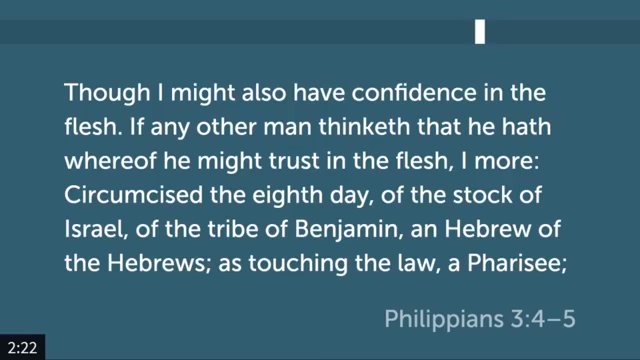 Though I might also have confidence in the
flesh. If any other man thinketh that he hath
whereof he might trust in the flesh, I more:
Circumcised the eighth day, of the stock of
Israel, of the tribe of Benjamin, an Hebrew of
the Hebrews; as touching the law, a Pharisee;
Philippians 3:4–5
2:22